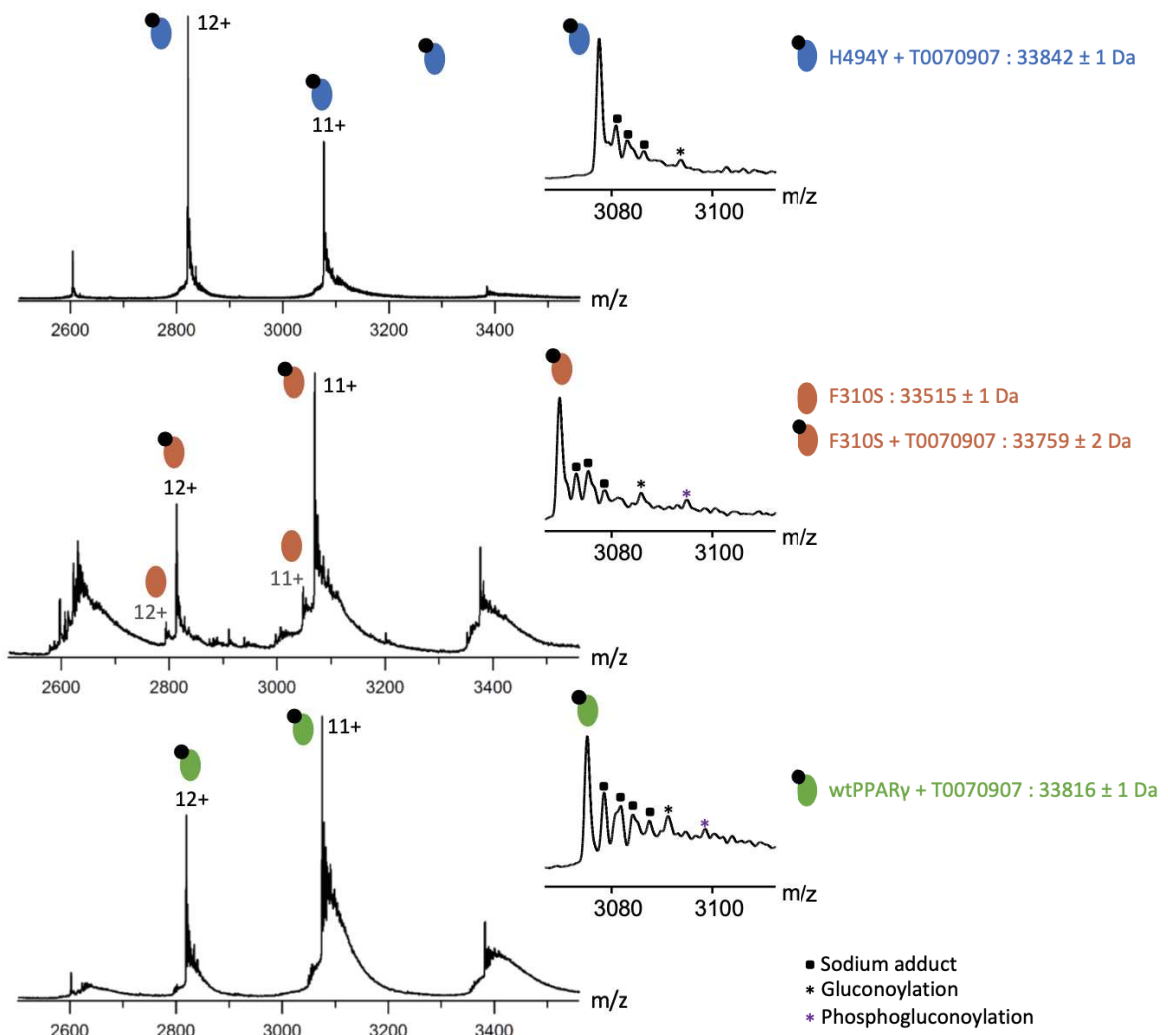 12+
11+
H494Y + T0070907 : 33842 ± 1 Da
*
3080 3100 m/z
m/z
2600 2800 3000 3200 3400
11+
12+
12+
11+
F310S : 33515 ± 1 Da
F310S + T0070907 : 33759 ± 2 Da
* *
3080 3100 m/z
m/z
2600 2800 3000 3200 3400
11+
12+
wtPPARγ + T0070907 : 33816 ± 1 Da
* *
3080 3100 m/z
m/z
2600 2800 3000 3200 3400
■ Sodium adduct
* Gluconoylation
* Phosphogluconoylation